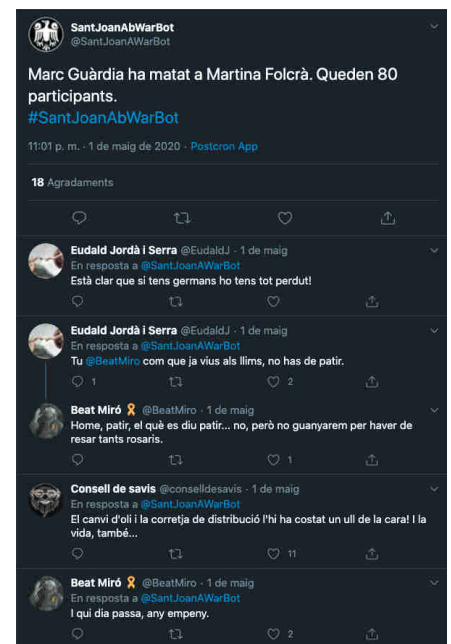 SantJoanAbWarBot
@SantJoanAWarBot
Marc Guàrdia ha matat a Martina Folcrà. Queden 80
participants.
#SantJoanAbWarBot
11:01 p. m. · 1 de maig de 2020 · Postcron App
18 Agradaments
Eudald Jordà i Serra @EudaldJ · 1 de maig
En resposta a @SantJoanAWarBot
Està clar que si tens germans ho tens tot perdut!
Eudald Jordà i Serra @EudaldJ · 1 de maig
En resposta a @SantJoanAWarBot
Tu @BeatMiro com que ja vius als llims, no has de patir.
1 2
Beat Miró @BeatMiro · 1 de maig
Home, patir, el què es diu patir... no, però no guanyarem per haver de
resar tants rosaris.
1
Consell de savis @conselldesavis · 1 de maig
En resposta a @SantJoanAWarBot
El canvi d'oli i la corretja de distribució l'hi ha costat un ull de la cara! I la
vida, també...
11
Beat Miró @BeatMiro · 1 de maig
En resposta a @SantJoanAWarBot
I qui dia passa, any empeny.
2